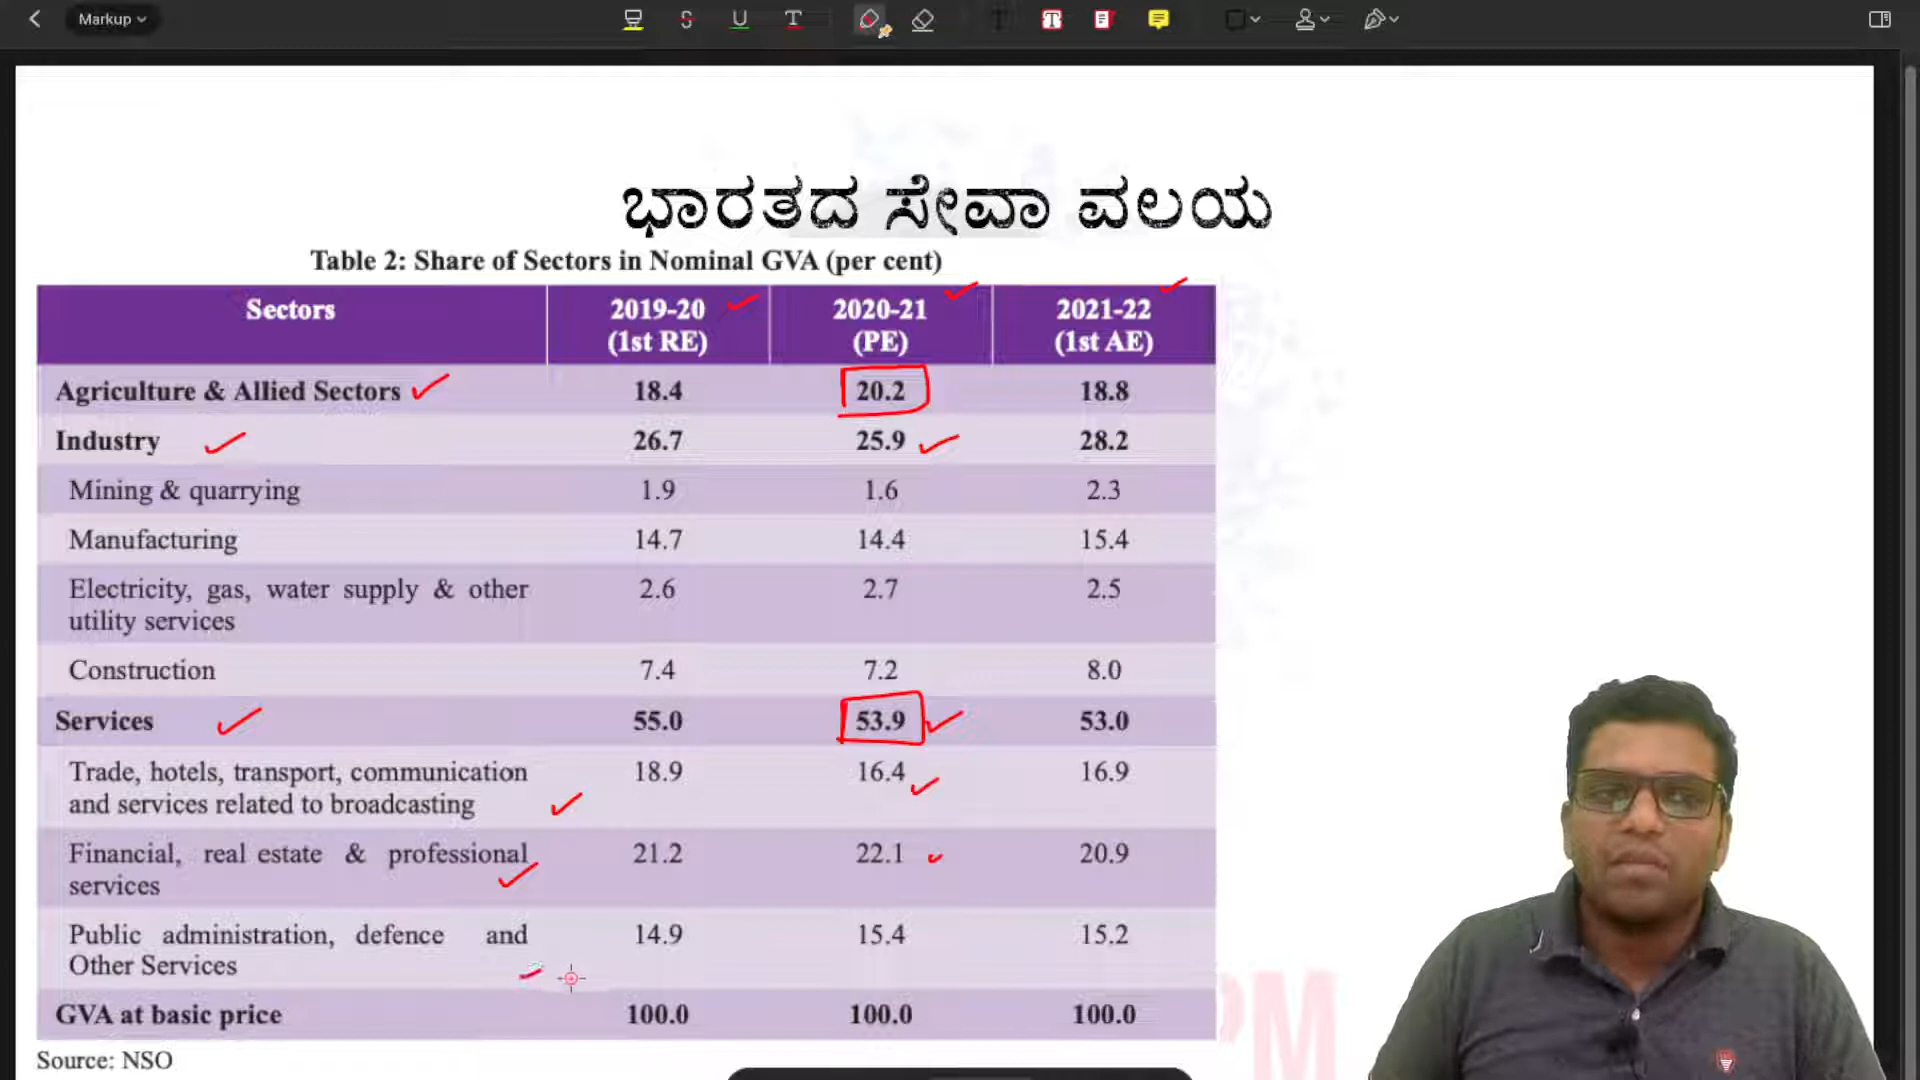 Markup
ಭಾರತದ ಸೇವಾ ವಲಯ
Table 2: Share of Sectors in Nominal GVA (per cent)
Sectors 2019-20 (1st RE) 2020-21 (PE) 2021-22 (1st AE)
Agriculture & Allied Sectors 18.4 20.2 18.8
Industry 26.7 25.9 28.2
Mining & quarrying 1.9 1.6 2.3
Manufacturing 14.7 14.4 15.4
Electricity, gas, water supply & other utility services 2.6 2.7 2.5
Construction 7.4 7.2 8.0
Services 55.0 53.9 53.0
Trade, hotels, transport, communication and services related to broadcasting 18.9 16.4 16.9
Financial, real estate & professional services 21.2 22.1 20.9
Public administration, defence and Other Services 14.9 15.4 15.2
GVA at basic price 100.0 100.0 100.0
Source: NSO